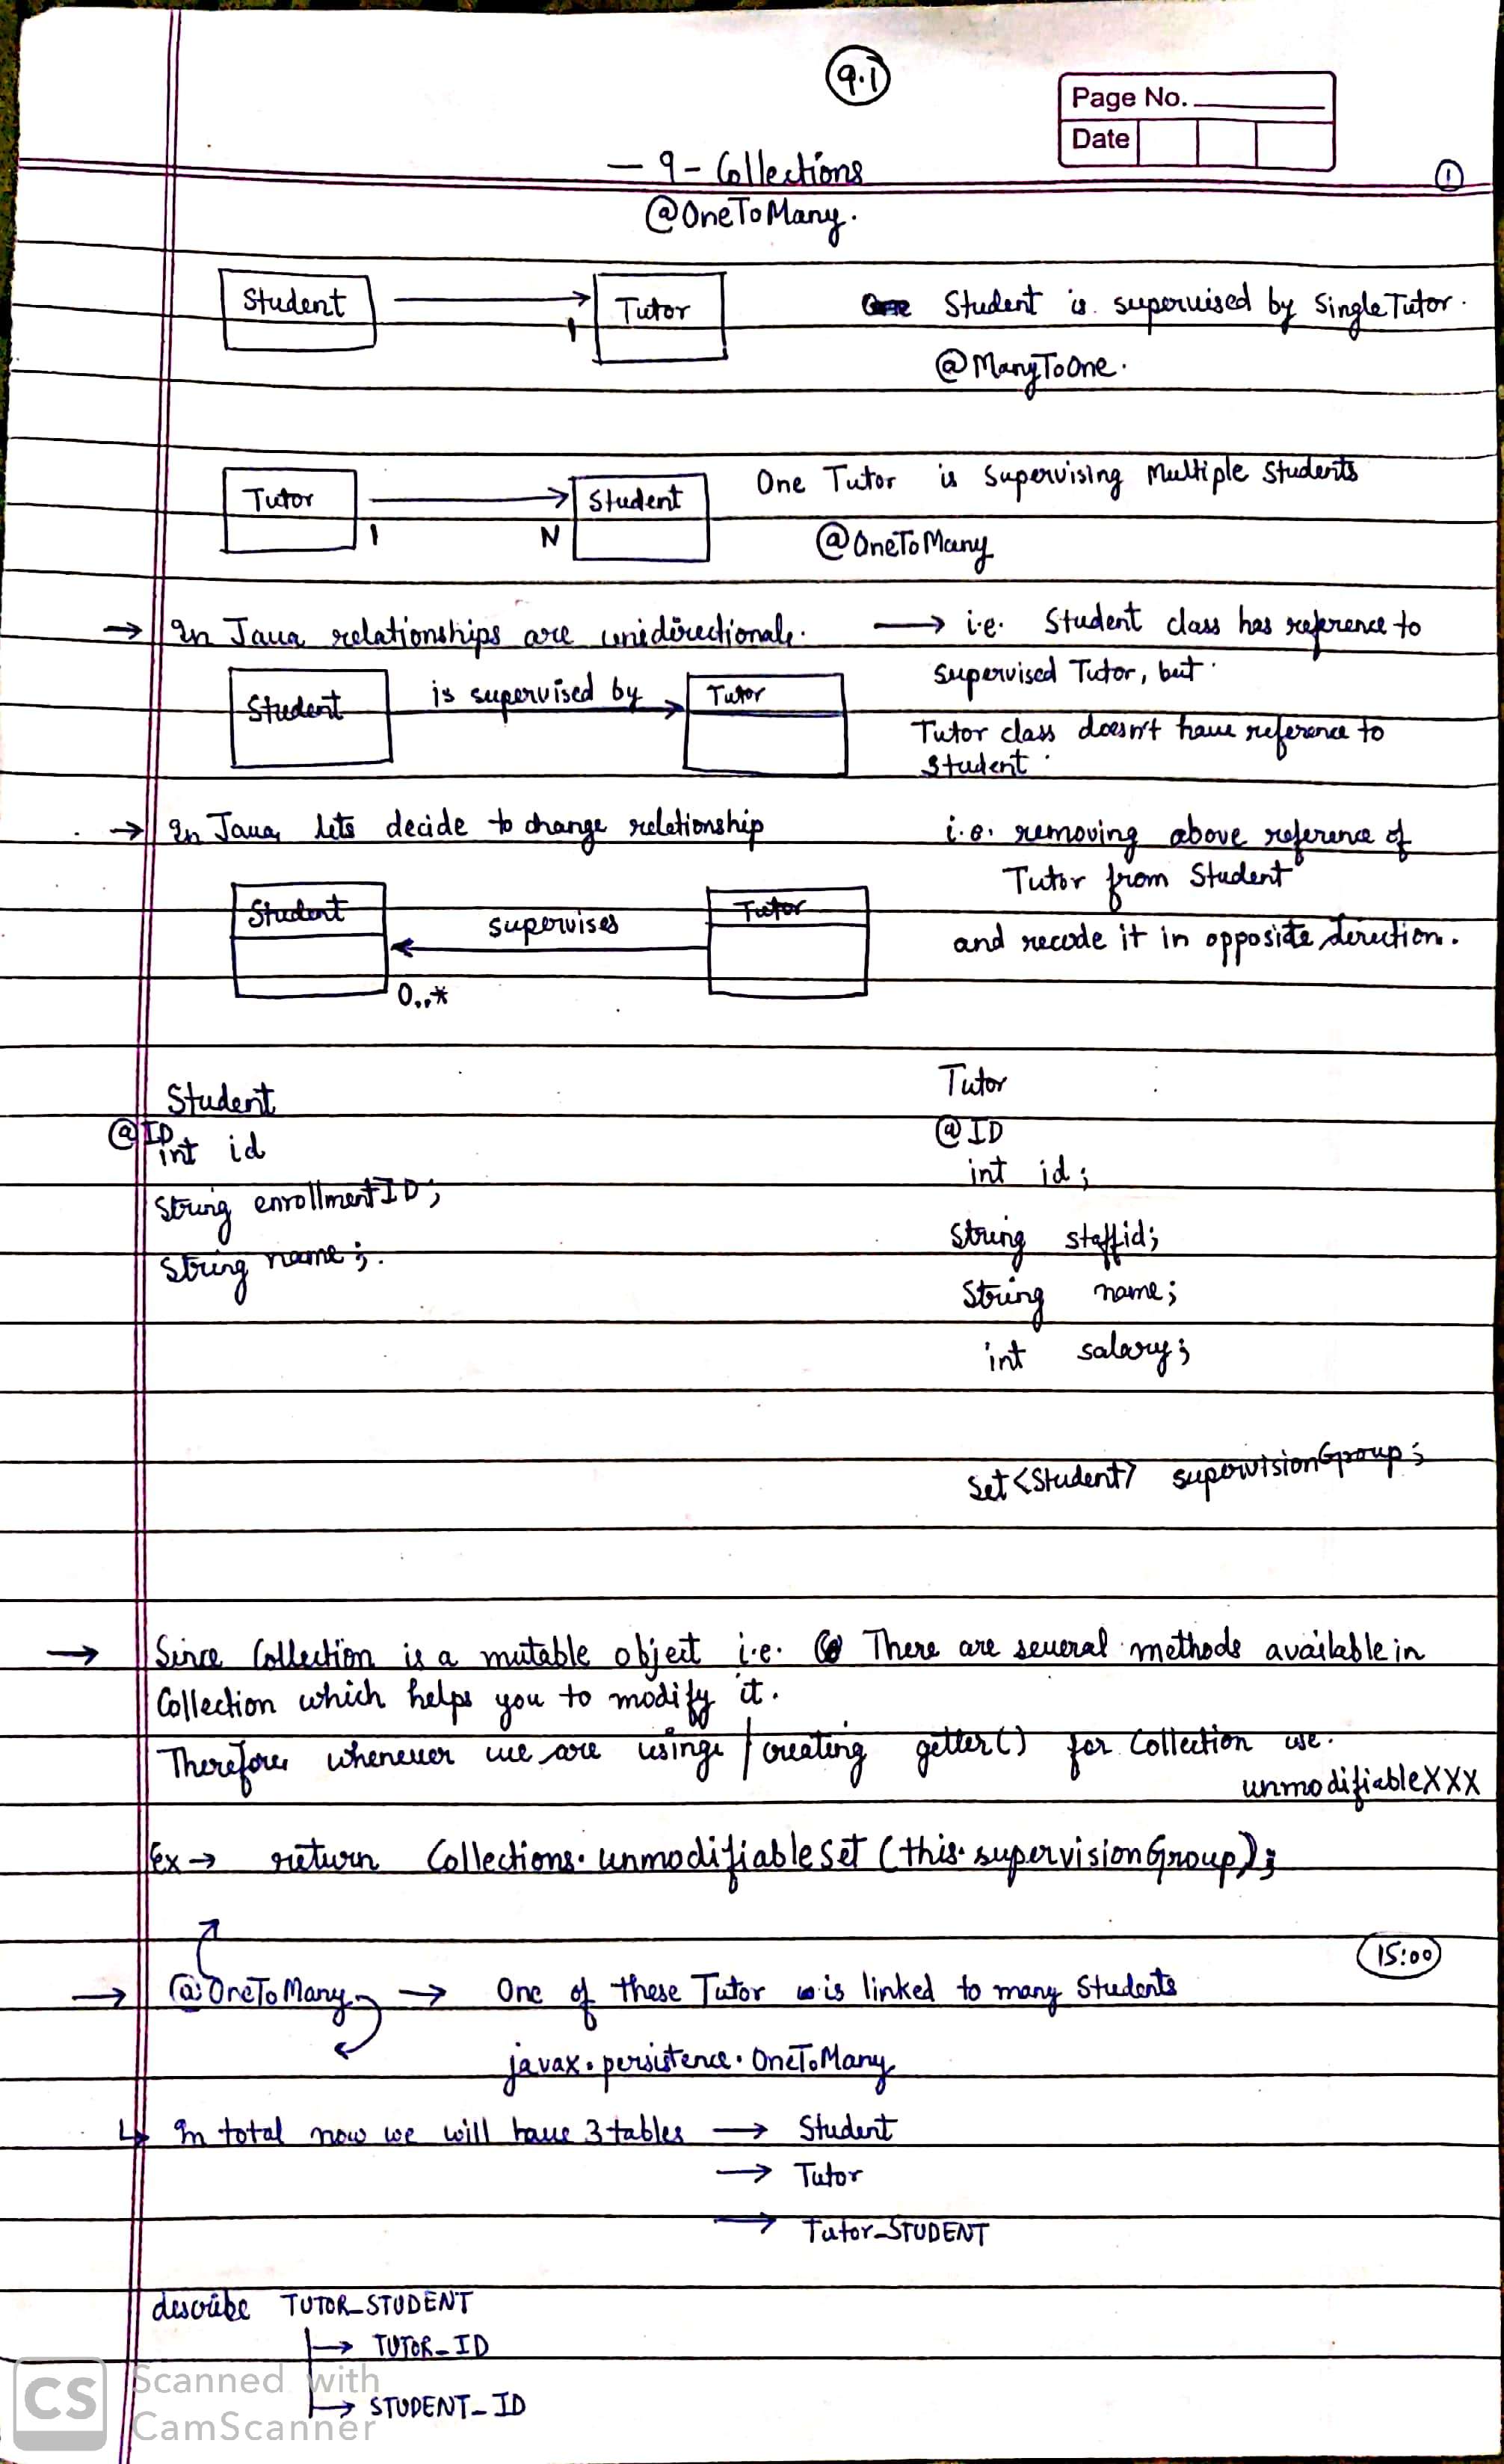 9.1
Page No.
Date
1
— 9 - Collections
@OneToMany.
Student
1
Tutor
Student is supervised by Single Tutor.
@ManyToOne.
Tutor
1
N
Student
One Tutor is Supervising Multiple Students
@OneToMany
→ In Java relationships are unidirectional. → i.e. Student class has reference to
supervised Tutor, but
Tutor class doesn't have reference to
Student.
Student
is supervised by
Tutor
→ In Java, lets decide to change relationship
i.e. removing above reference of
Tutor from Student
and recode it in opposite direction.
Student
supervises
Tutor
0..*
Student
@ID
int id
String enrollmentID;
String name;
Tutor
@ID
int id;
String staffid;
String name;
int salary;
Set<Student> supervisionGroup;
→ Since Collection is a mutable object i.e. There are several methods available in
Collection which helps you to modify it.
Therefore whenever we are using / creating getter() for Collection use.
unmodifiableXXX
Ex → return Collections.unmodifiableSet(this.supervisionGroup);
15:00
→ @OneToMany → One of these Tutor is linked to many Students
javax.persistence.OneToMany
↳ In total now we will have 3 tables → Student
→ Tutor
→ Tutor_STUDENT
describe TUTOR_STUDENT
→ TUTOR_ID
→ STUDENT_ID
CS
Scanned with
CamScanner